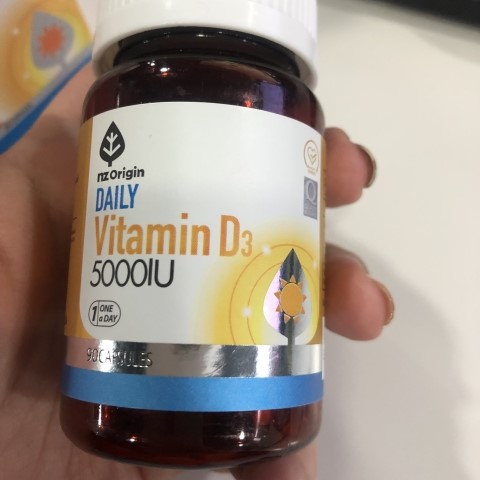 nzOrigin
DAILY
Vitamin D3
5000IU
1 ONE
a DAY
90 CAPSULES
Q